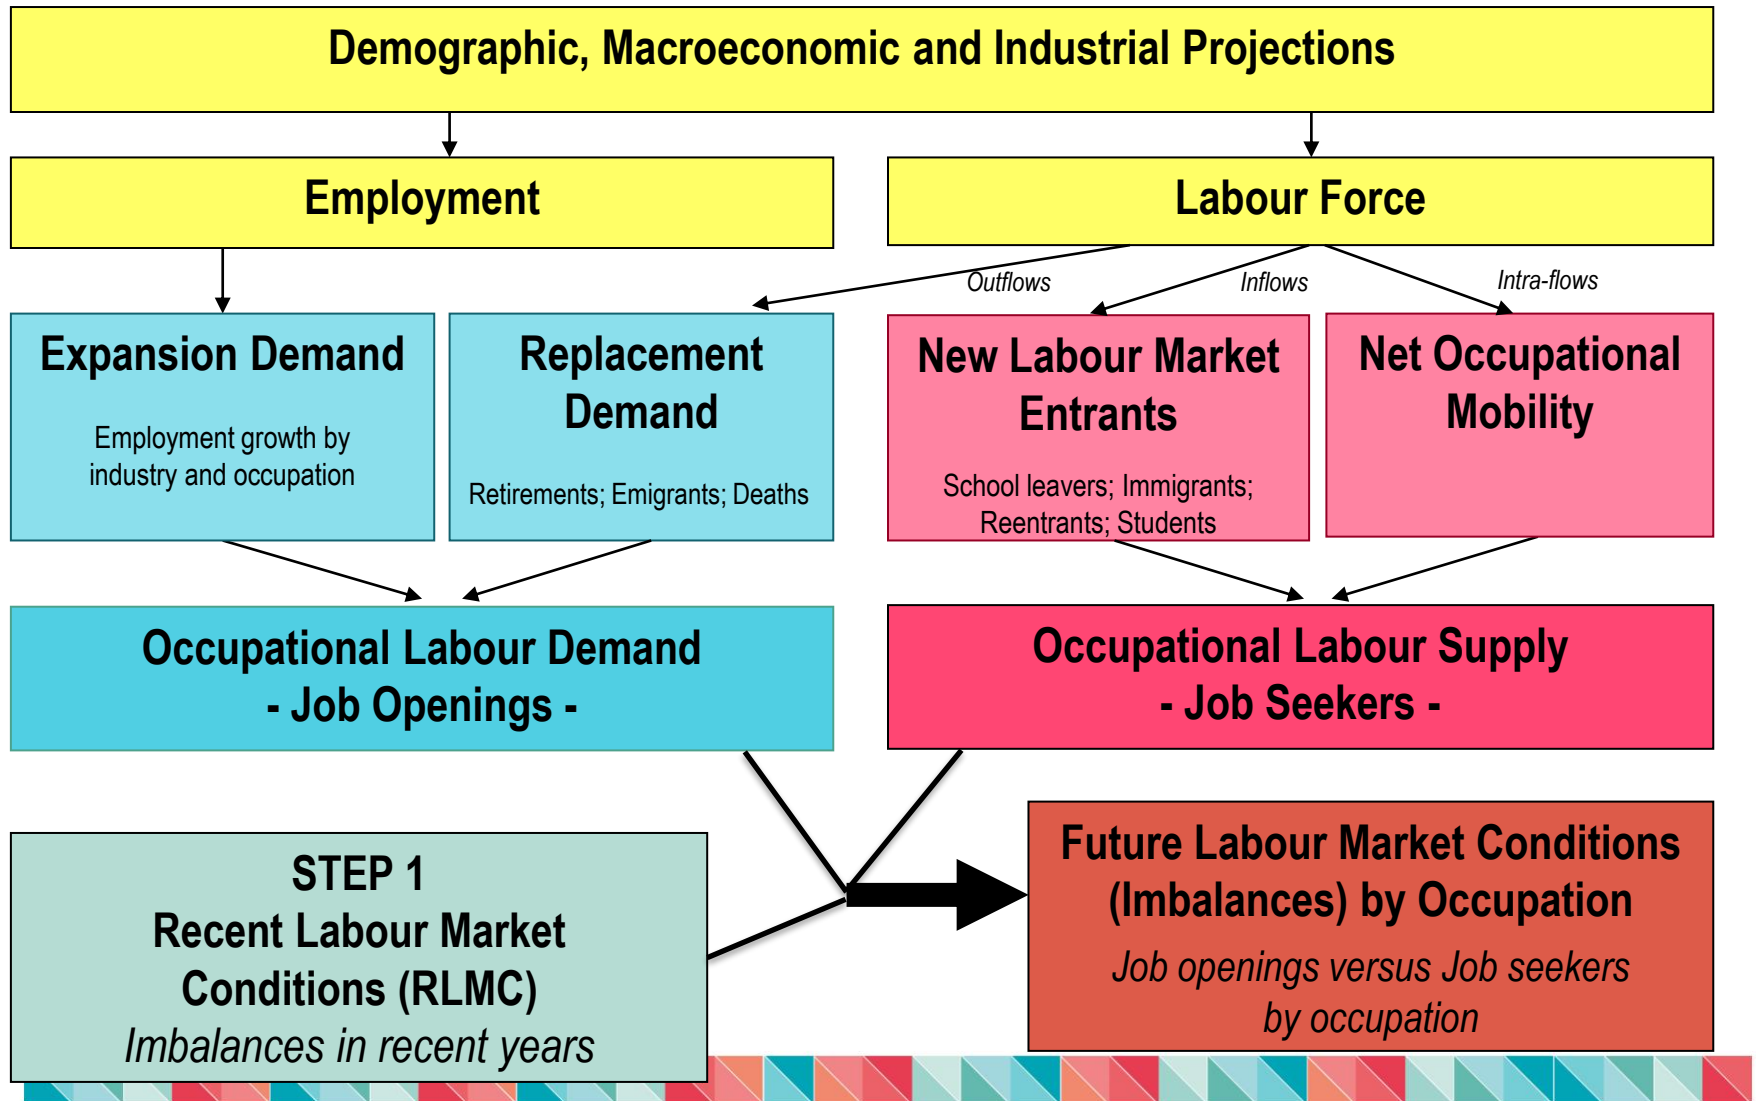 Demographic, Macroeconomic and Industrial Projections
Employment
Labour Force
Outflows
Inflows
Intra-flows
Expansion Demand
Employment growth by
industry and occupation
Replacement
Demand
Retirements; Emigrants; Deaths
New Labour Market
Entrants
School leavers; Immigrants;
Reentrants; Students
Net Occupational
Mobility
Occupational Labour Demand
- Job Openings -
Occupational Labour Supply
- Job Seekers -
STEP 1
Recent Labour Market
Conditions (RLMC)
Imbalances in recent years
Future Labour Market Conditions
(Imbalances) by Occupation
Job openings versus Job seekers
by occupation